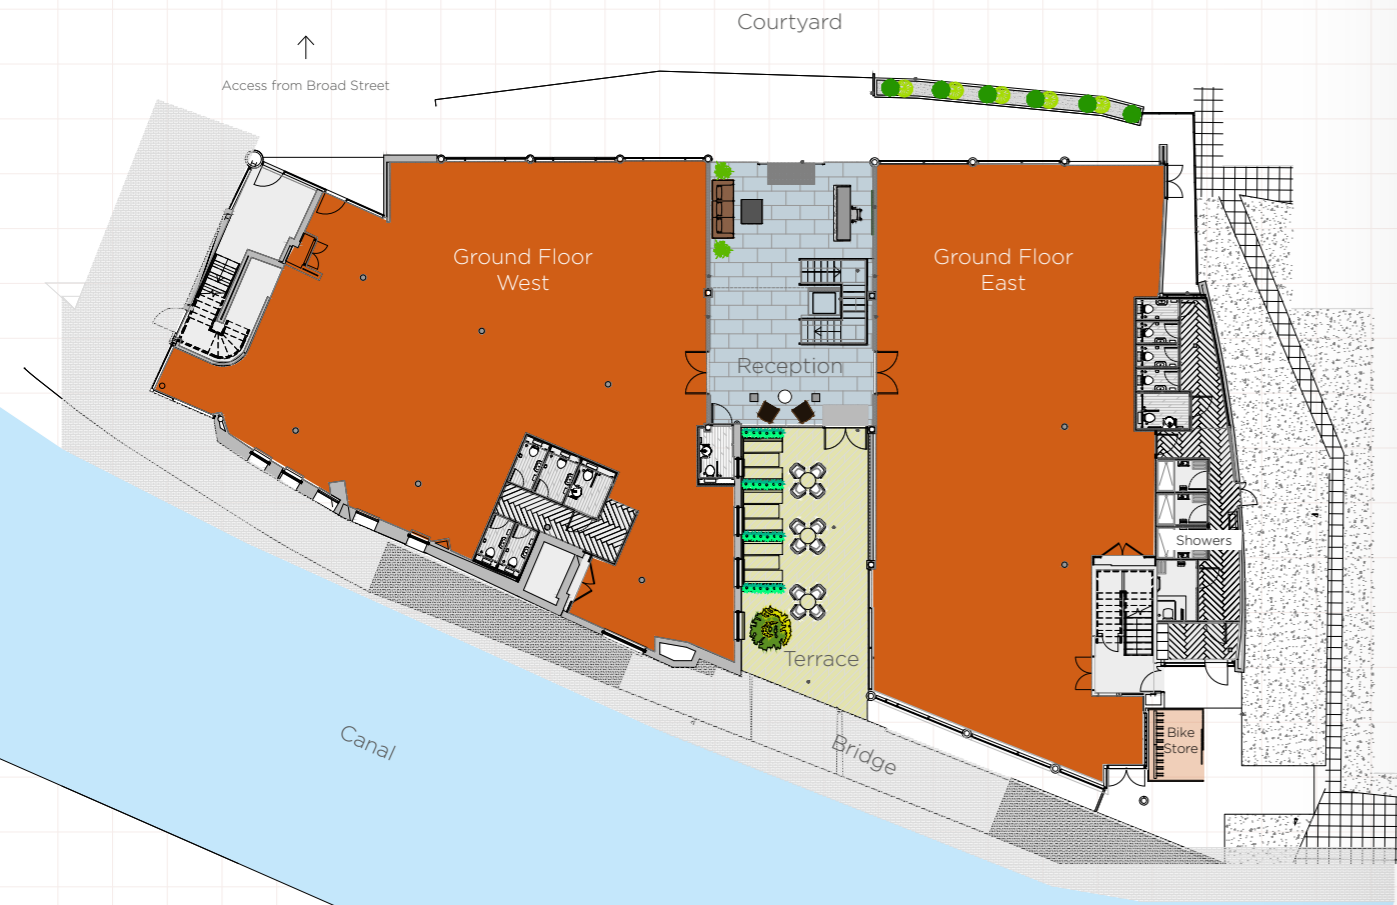 Courtyard
Access from Broad Street
Ground Floor
West
Ground Floor
East
Reception
Showers
Terrace
Bike
Store
Canal
Bridge